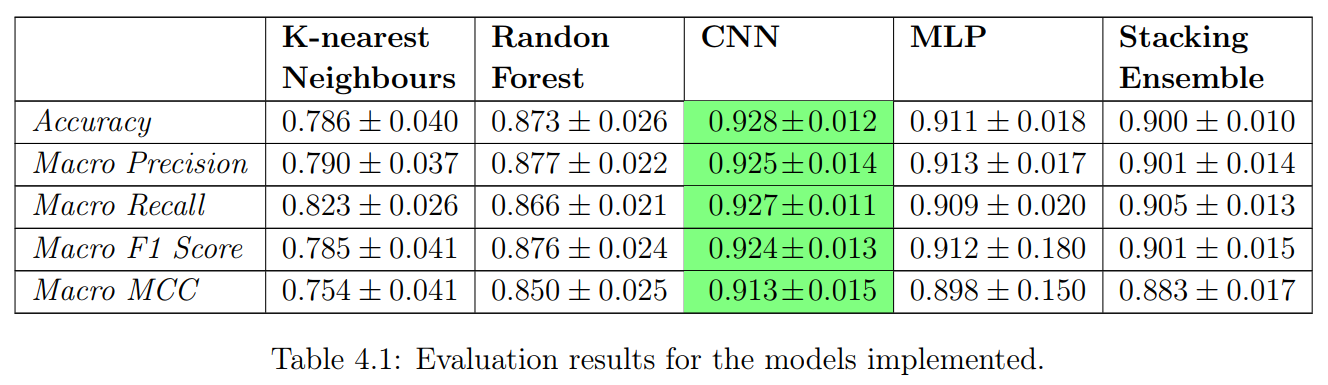 K-nearest Neighbours Randon Forest CNN MLP Stacking Ensemble
Accuracy 0.786 ± 0.040 0.873 ± 0.026 0.928 ± 0.012 0.911 ± 0.018 0.900 ± 0.010
Macro Precision 0.790 ± 0.037 0.877 ± 0.022 0.925 ± 0.014 0.913 ± 0.017 0.901 ± 0.014
Macro Recall 0.823 ± 0.026 0.866 ± 0.021 0.927 ± 0.011 0.909 ± 0.020 0.905 ± 0.013
Macro F1 Score 0.785 ± 0.041 0.876 ± 0.024 0.924 ± 0.013 0.912 ± 0.180 0.901 ± 0.015
Macro MCC 0.754 ± 0.041 0.850 ± 0.025 0.913 ± 0.015 0.898 ± 0.150 0.883 ± 0.017
Table 4.1: Evaluation results for the models implemented.